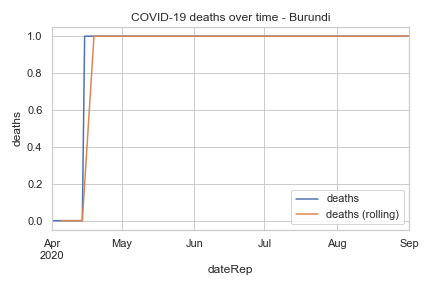 COVID-19 deaths over time - Burundi
1.0
0.8
0.6
0.4
0.2
0.0
deaths
deaths
deaths (rolling)
Apr May Jun Jul Aug Sep
2020
dateRep